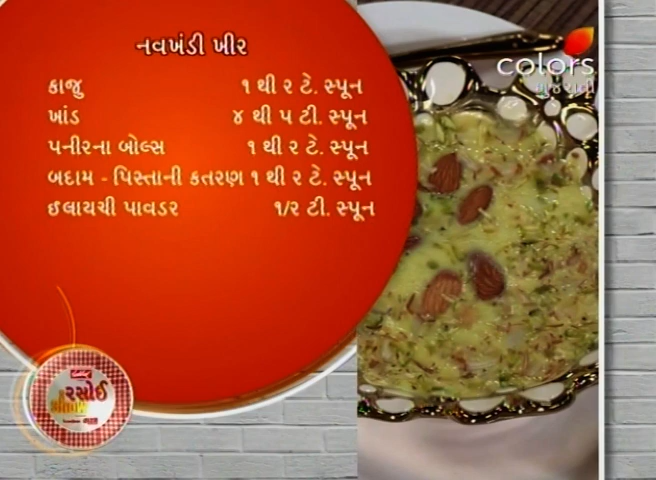 નવખંડી ખીર
કાજુ ૧ થી ૨ ટે. સ્પૂન
ખાંડ ૪ થી ૫ ટી. સ્પૂન
પનીરના બોલ્સ ૧ થી ૨ ટે. સ્પૂન
બદામ - પિસ્તાની કતરણ ૧ થી ૨ ટે. સ્પૂન
ઈલાયચી પાવડર ૧/૨ ટી. સ્પૂન
colors
ગુજરાતી
રસોઈ